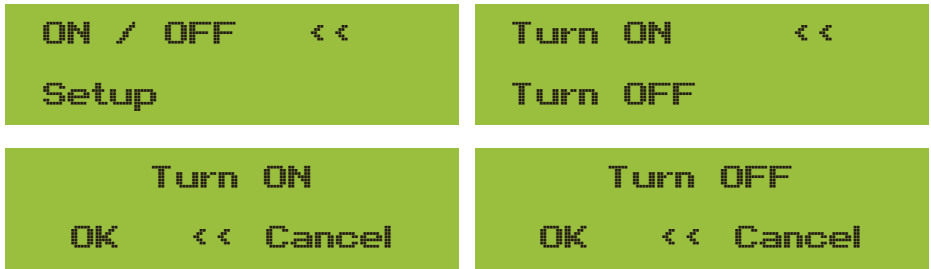 ON / OFF <<
Setup
Turn ON <<
Turn OFF
Turn ON
OK << Cancel
Turn OFF
OK << Cancel